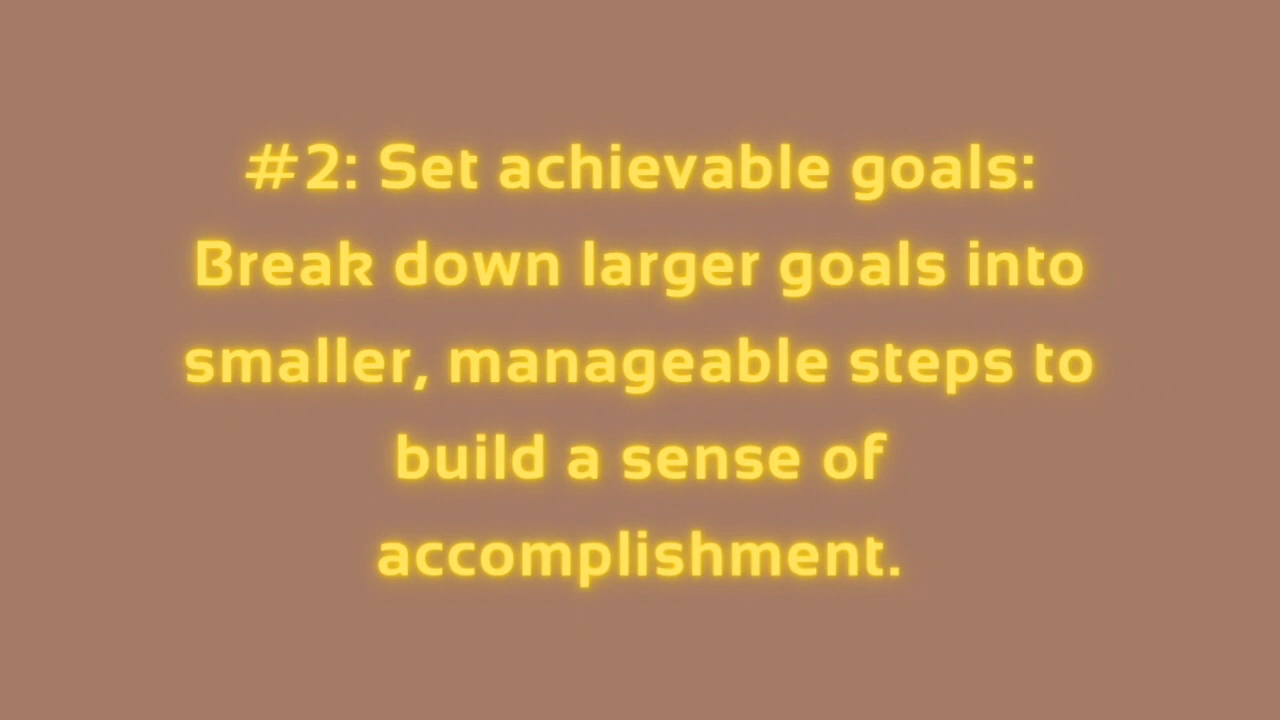 #2: Set achievable goals:
Break down larger goals into
smaller, manageable steps to
build a sense of
accomplishment.